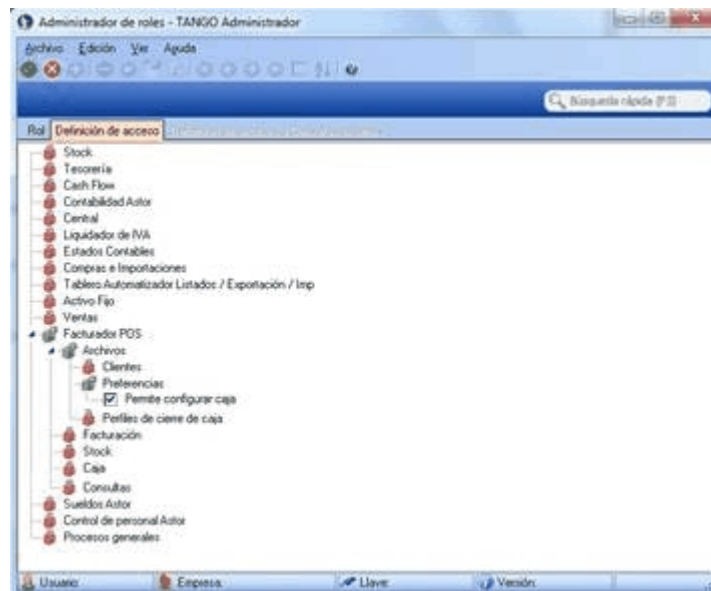 Administrador de roles - TANGO Administrador
Archivo Edición Ver Ayuda
Búsqueda rápida (F3)
Rol Definición de acceso
Stock
Tesorería
Cash Flow
Contabilidad Astor
Central
Liquidador de IVA
Estados Contables
Compras e Importaciones
Tablero Automatizador Listados / Exportación / Imp
Activo Fijo
Ventas
Facturador POS
Archivos
Clientes
Preferencias
Permite configurar caja
Perfiles de cierre de caja
Facturación
Stock
Caja
Consultas
Sueldos Astor
Control de personal Astor
Procesos generales
Usuario: Empresa: Llave: Versión: